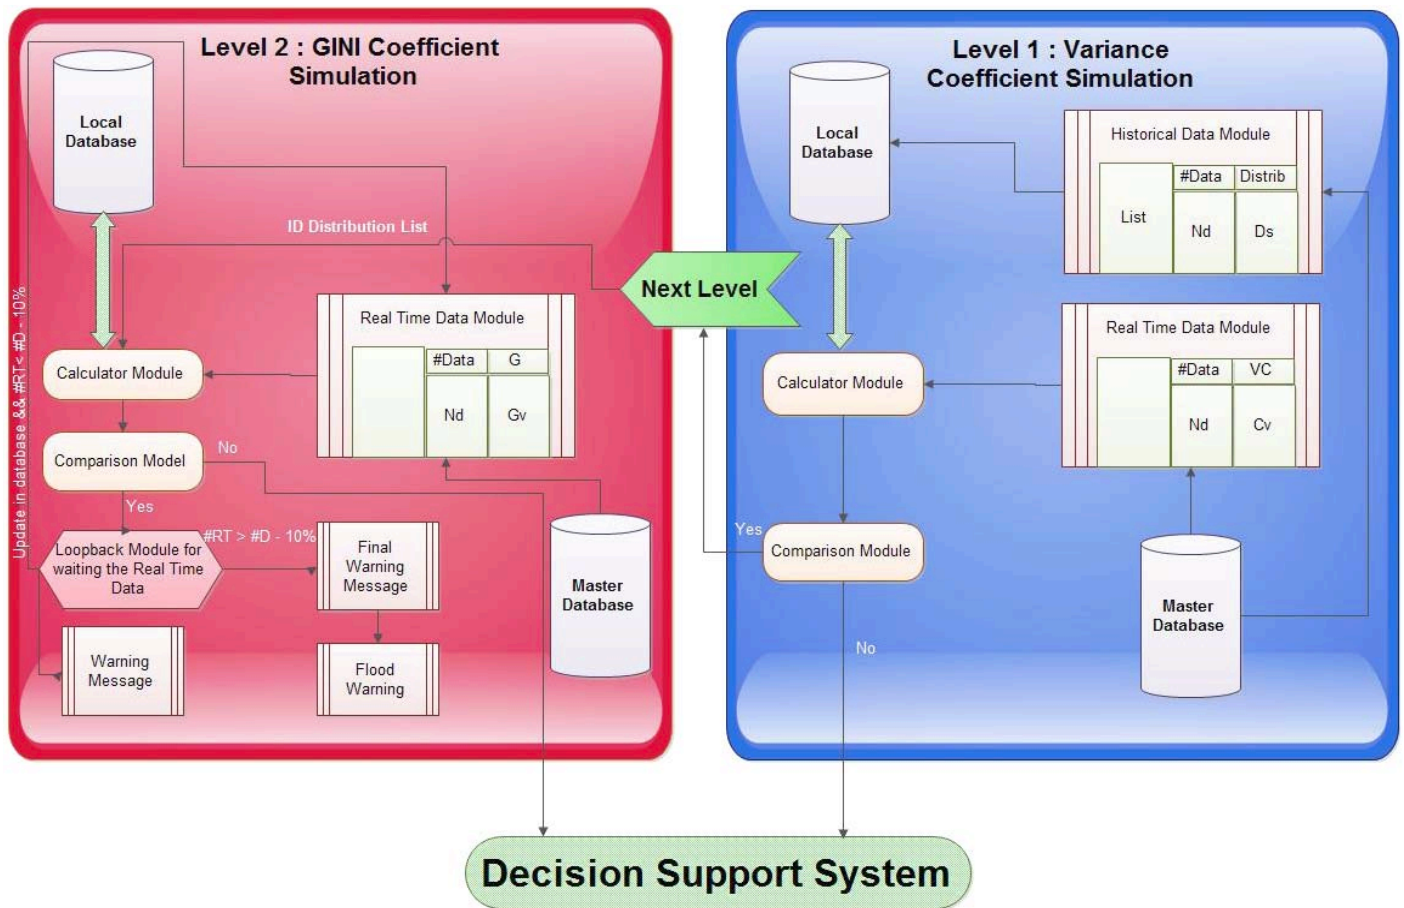 Level 2 : GINI Coefficient
Simulation
Local
Database
ID Distribution List
Update in database && #RT< #D - 10%
Real Time Data Module
#Data
G
Nd
Gv
Calculator Module
Comparison Model
No
Yes
#RT > #D - 10%
Loopback Module for
waiting the Real Time
Data
Final
Warning
Message
Master
Database
Warning
Message
Flood
Warning
Next Level
Level 1 : Variance
Coefficient Simulation
Local
Database
Historical Data Module
#Data
Distrib
List
Nd
Ds
Real Time Data Module
#Data
VC
Nd
Cv
Calculator Module
Yes
Comparison Module
No
Master
Database
Decision Support System